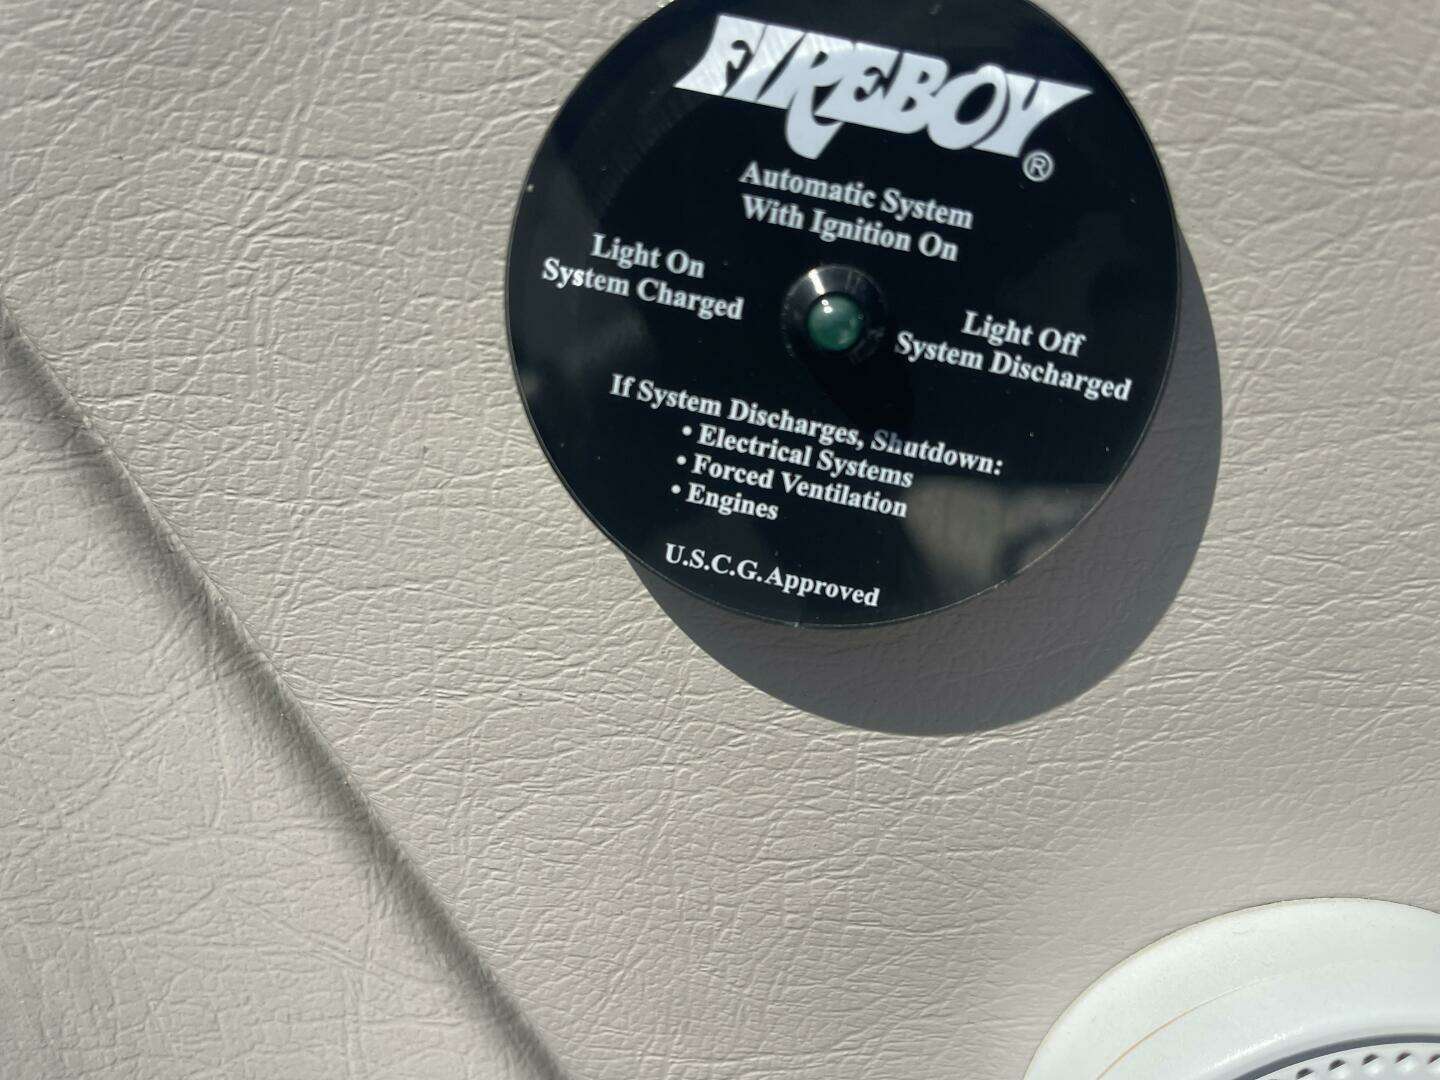 FIREBOY®
Automatic System
With Ignition On
Light On
System Charged
Light Off
System Discharged
If System Discharges, Shutdown:
• Electrical Systems
• Forced Ventilation
• Engines
U.S.C.G. Approved